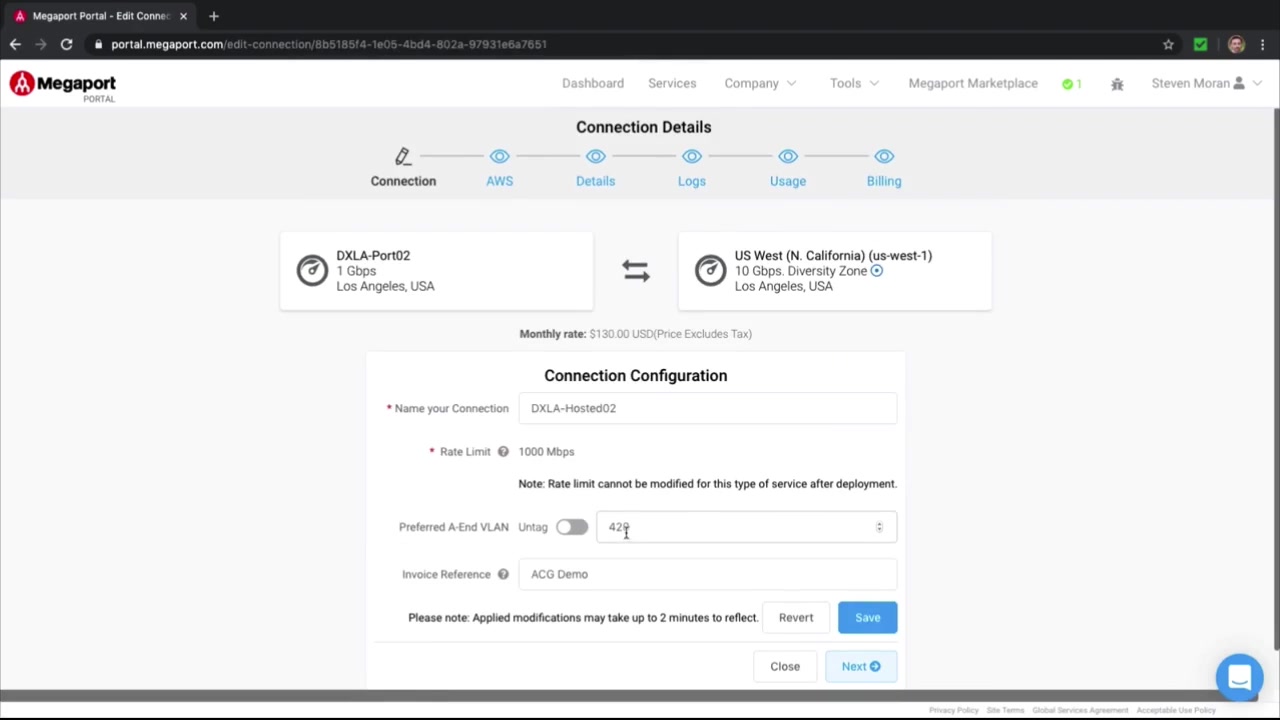 Megaport Portal - Edit Connec
portal.megaport.com/edit-connection/8b5185f4-1e05-4bd4-802a-97931e6a7651
Megaport
PORTAL
Dashboard
Services
Company
Tools
Megaport Marketplace
1
Steven Moran
Connection Details
Connection
AWS
Details
Logs
Usage
Billing
DXLA-Port02
1 Gbps
Los Angeles, USA
US West (N. California) (us-west-1)
10 Gbps. Diversity Zone
Los Angeles, USA
Monthly rate: $130.00 USD(Price Excludes Tax)
Connection Configuration
* Name your Connection
DXLA-Hosted02
* Rate Limit
1000 Mbps
Note: Rate limit cannot be modified for this type of service after deployment.
Preferred A-End VLAN
Untag
Invoice Reference
ACG Demo
Please note: Applied modifications may take up to 2 minutes to reflect.
Revert
Save
Close
Next
Privacy Policy
Site Terms
Global Services Agreement
Acceptable Use Policy